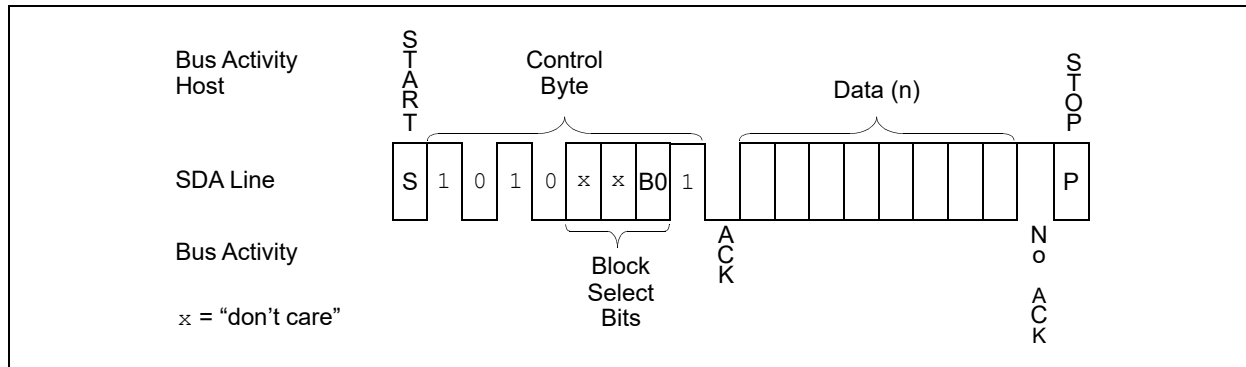 Bus Activity
Host
START
Control
Byte
Data (n)
STOP
SDA Line
S 1 0 1 0 x x B0 1 P
Bus Activity
ACK
No ACK
Block
Select
Bits
x = “don’t care”